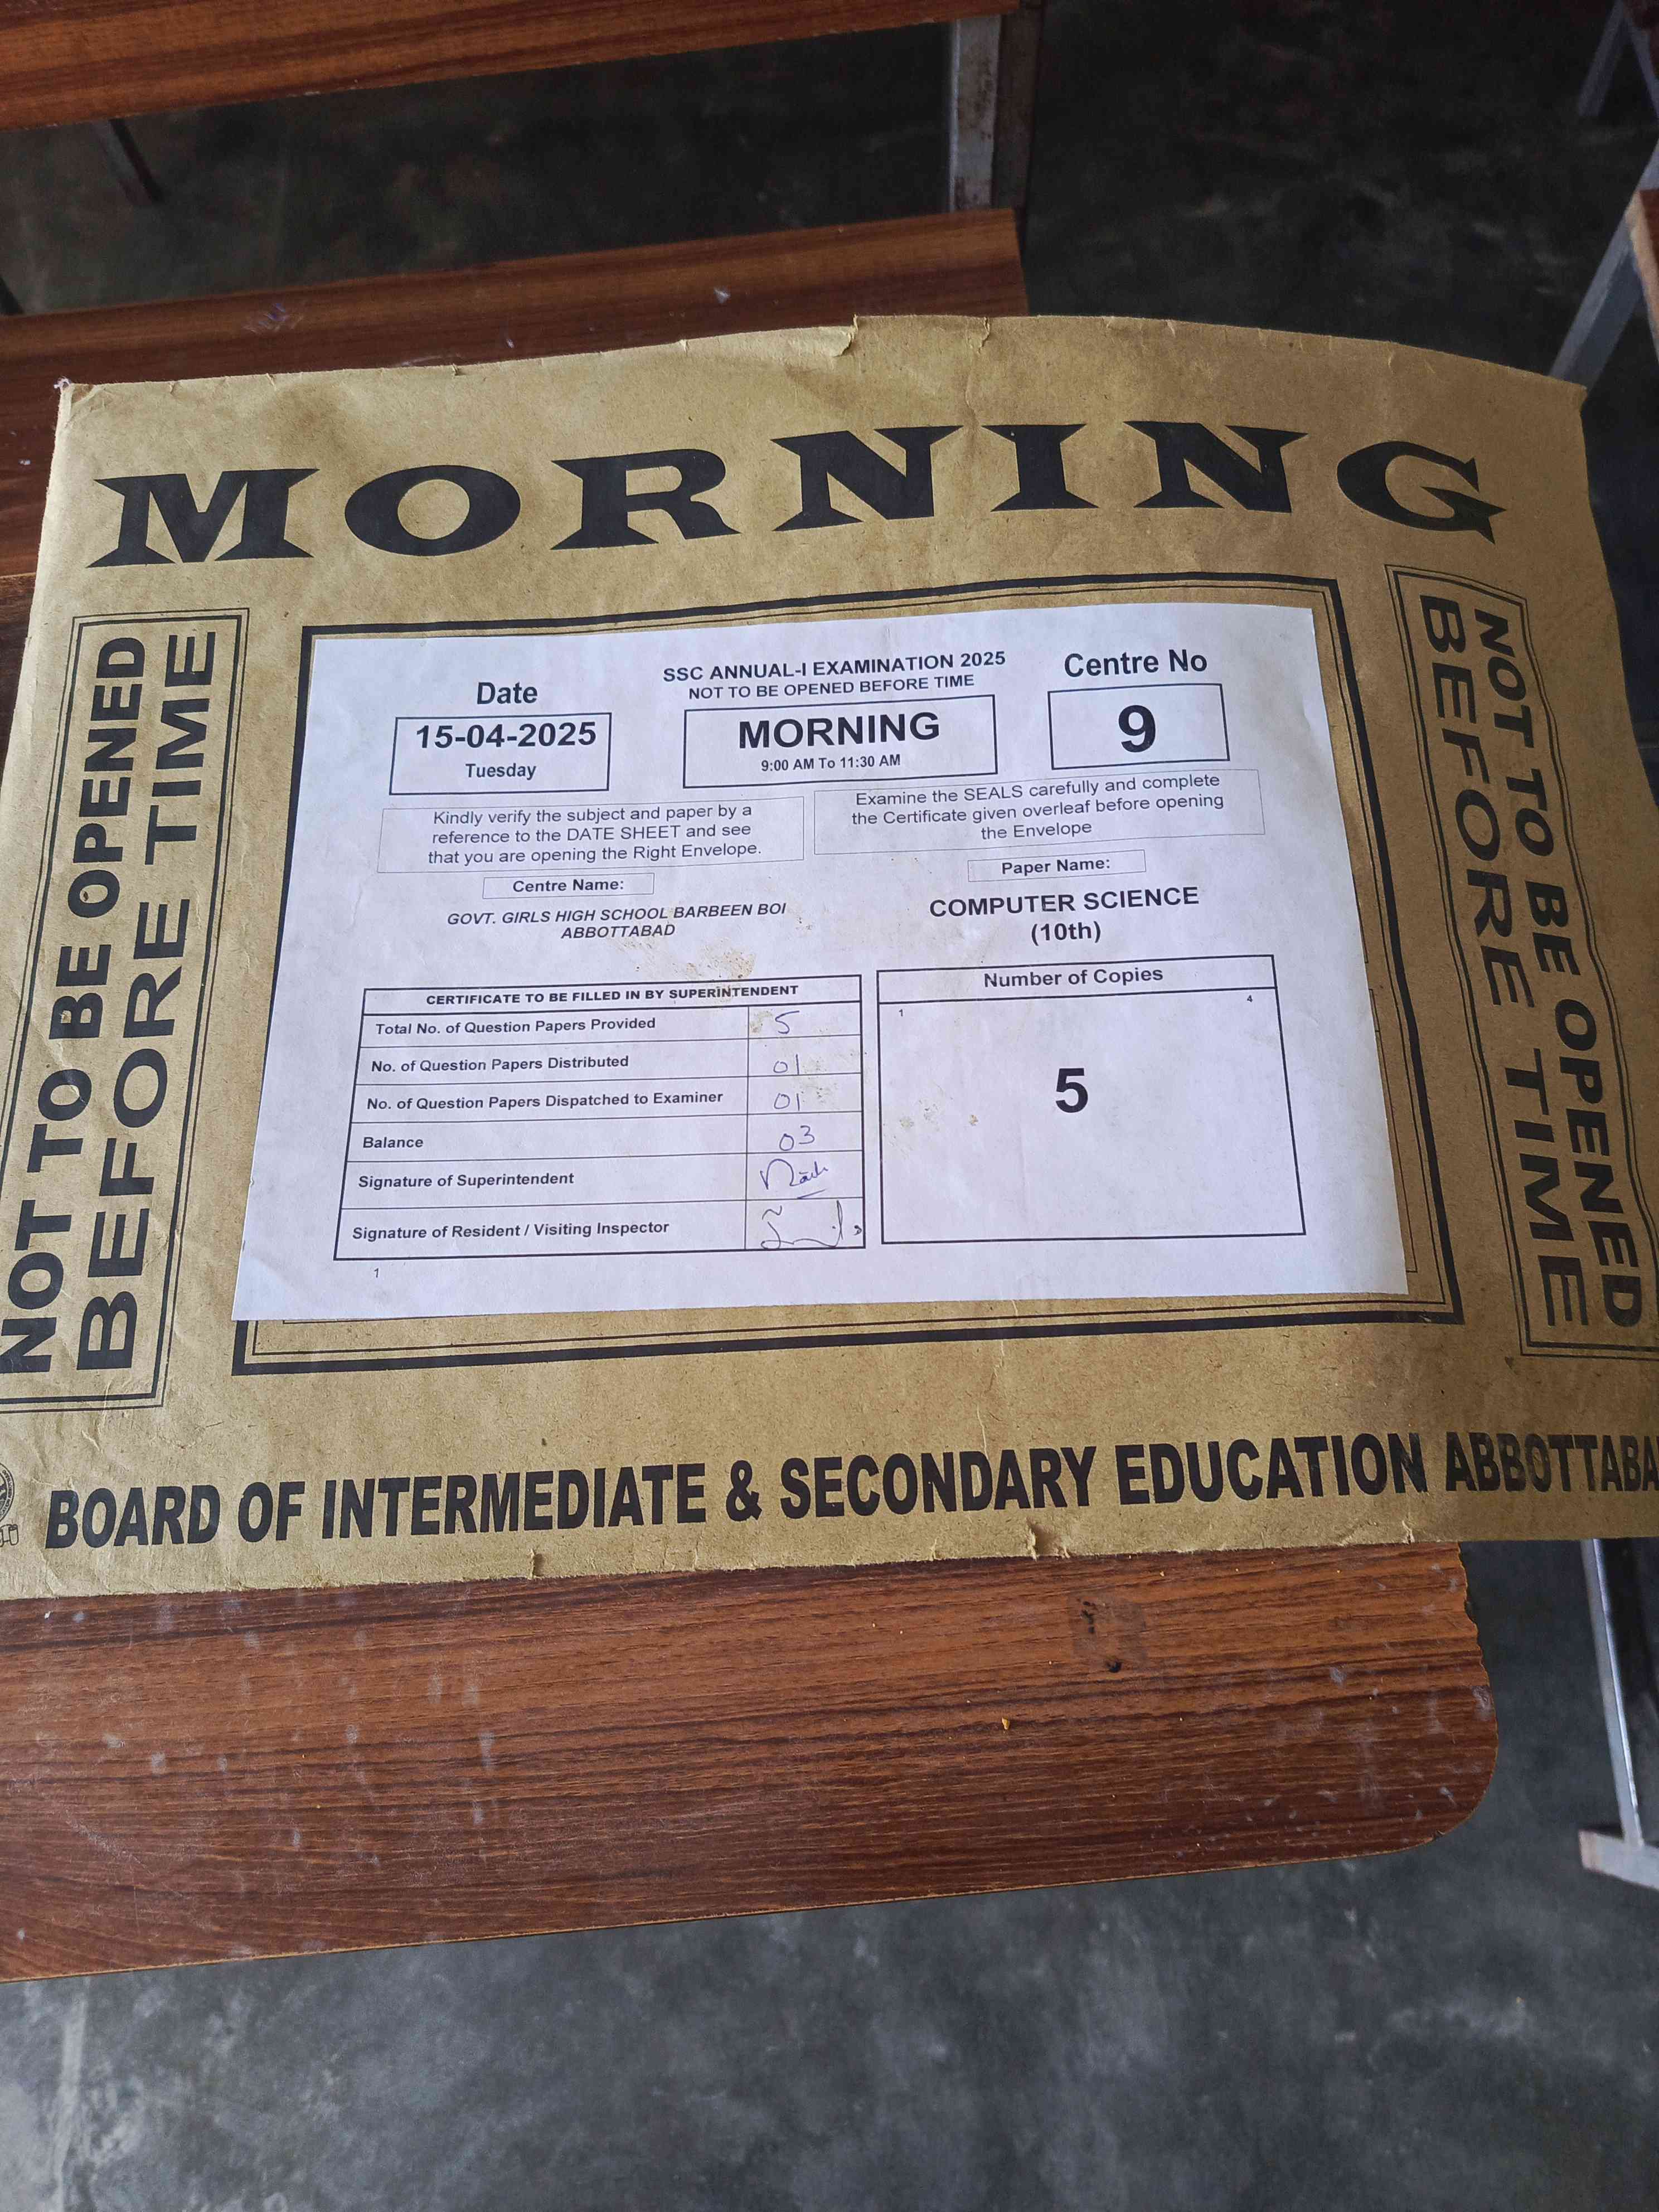 MORNING
NOT TO BE OPENED
BEFORE TIME
SSC ANNUAL-I EXAMINATION 2025
NOT TO BE OPENED BEFORE TIME
Date
15-04-2025
Tuesday
MORNING
9:00 AM To 11:30 AM
Centre No
9
Kindly verify the subject and paper by a
reference to the DATE SHEET and see
that you are opening the Right Envelope.
Examine the SEALS carefully and complete
the Certificate given overleaf before opening
the Envelope
Centre Name:
GOVT. GIRLS HIGH SCHOOL BARBEEN BOI
ABBOTTABAD
Paper Name:
COMPUTER SCIENCE
(10th)
CERTIFICATE TO BE FILLED IN BY SUPERINTENDENT
Total No. of Question Papers Provided 5
No. of Question Papers Distributed 01
No. of Question Papers Dispatched to Examiner 01
Balance 03
Signature of Superintendent
Signature of Resident / Visiting Inspector
1
Number of Copies
1 4
5
NOT TO BE OPENED
BEFORE TIME
BOARD OF INTERMEDIATE & SECONDARY EDUCATION ABBOTTABA